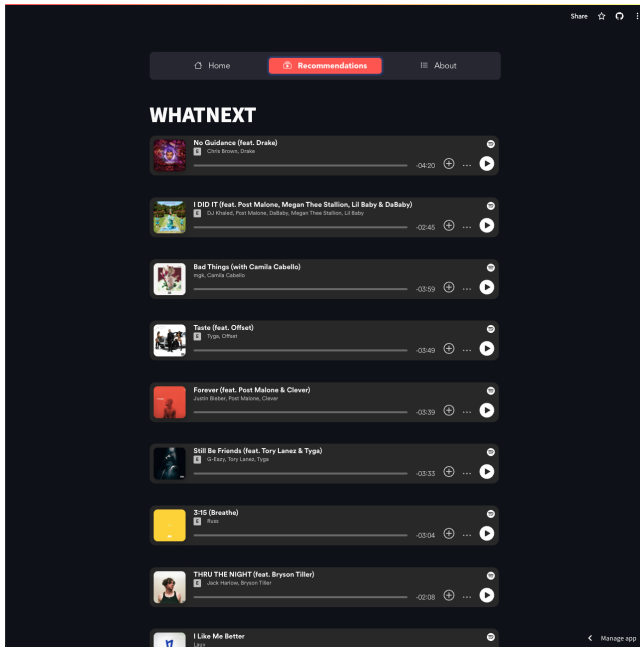 Share
Home
Recommendations
About
WHATNEXT
No Guidance (feat. Drake)
E Chris Brown, Drake
-04:20
I DID IT (feat. Post Malone, Megan Thee Stallion, Lil Baby & DaBaby)
E DJ Khaled, Post Malone, DaBaby, Megan Thee Stallion, Lil Baby
-02:45
Bad Things (with Camila Cabello)
mgk, Camila Cabello
-03:59
Taste (feat. Offset)
E Tyga, Offset
-03:49
Forever (feat. Post Malone & Clever)
Justin Bieber, Post Malone, Clever
-03:39
Still Be Friends (feat. Tory Lanez & Tyga)
E G-Eazy, Tory Lanez, Tyga
-03:33
3:15 (Breathe)
E Russ
-03:04
THRU THE NIGHT (feat. Bryson Tiller)
E Jack Harlow, Bryson Tiller
-02:08
I Like Me Better
Lauv
Manage app